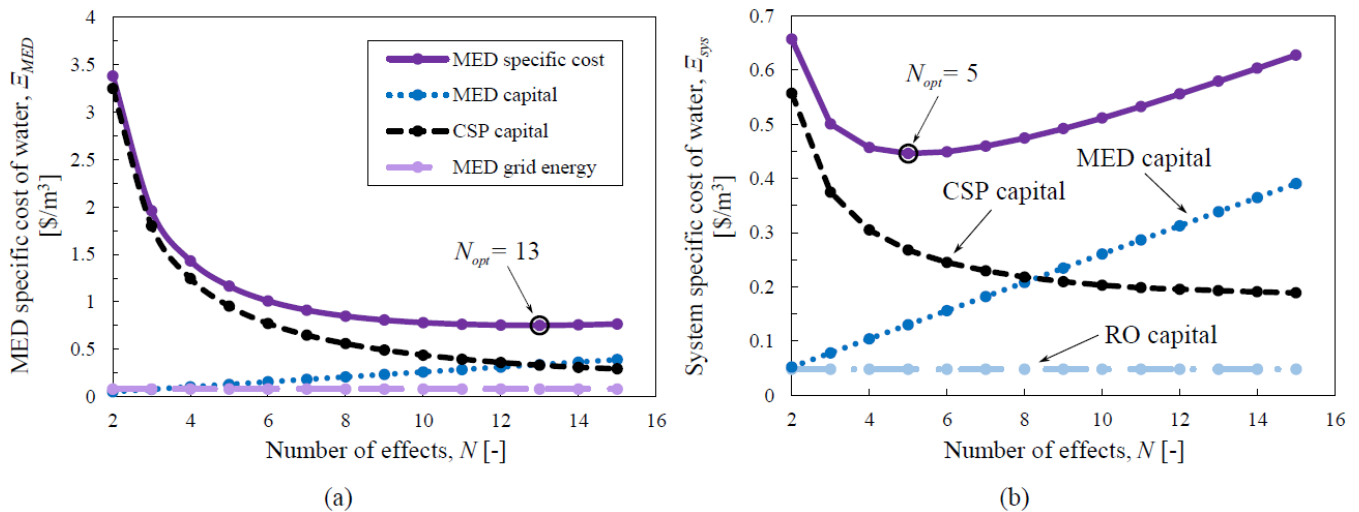 MED specific cost of water, Ξ_MED
[$/m³]
4
3.5
3
2.5
2
1.5
1
0.5
0
MED specific cost
MED capital
CSP capital
MED grid energy
N_opt = 13
2 4 6 8 10 12 14 16
Number of effects, N [-]
(a)
System specific cost of water, Ξ_sys
[$/m³]
0.7
0.6
0.5
0.4
0.3
0.2
0.1
0
N_opt = 5
MED capital
CSP capital
RO capital
2 4 6 8 10 12 14 16
Number of effects, N [-]
(b)